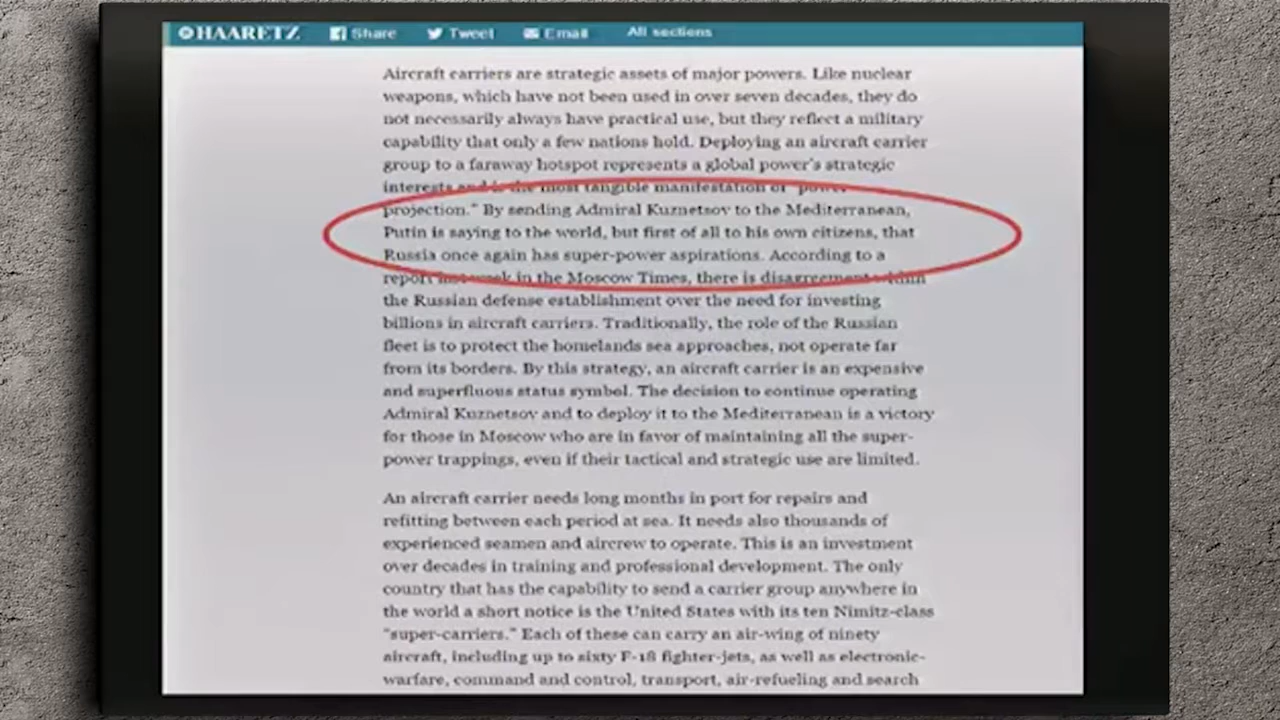 HAARETZ Share Tweet Email All sections
Aircraft carriers are strategic assets of major powers. Like nuclear
weapons, which have not been used in over seven decades, they do
not necessarily always have practical use, but they reflect a military
capability that only a few nations hold. Deploying an aircraft carrier
group to a faraway hotspot represents a global power's strategic
interests and is the most tangible manifestation of "power
projection." By sending Admiral Kuznetsov to the Mediterranean,
Putin is saying to the world, but first of all to his own citizens, that
Russia once again has super-power aspirations. According to a
report last week in the Moscow Times, there is disagreement within
the Russian defense establishment over the need for investing
billions in aircraft carriers. Traditionally, the role of the Russian
fleet is to protect the homelands sea approaches, not operate far
from its borders. By this strategy, an aircraft carrier is an expensive
and superfluous status symbol. The decision to continue operating
Admiral Kuznetsov and to deploy it to the Mediterranean is a victory
for those in Moscow who are in favor of maintaining all the super-
power trappings, even if their tactical and strategic use are limited.
An aircraft carrier needs long months in port for repairs and
refitting between each period at sea. It needs also thousands of
experienced seamen and aircrew to operate. This is an investment
over decades in training and professional development. The only
country that has the capability to send a carrier group anywhere in
the world a short notice is the United States with its ten Nimitz-class
"super-carriers." Each of these can carry an air-wing of ninety
aircraft, including up to sixty F-18 fighter-jets, as well as electronic-
warfare, command and control, transport, air-refueling and search